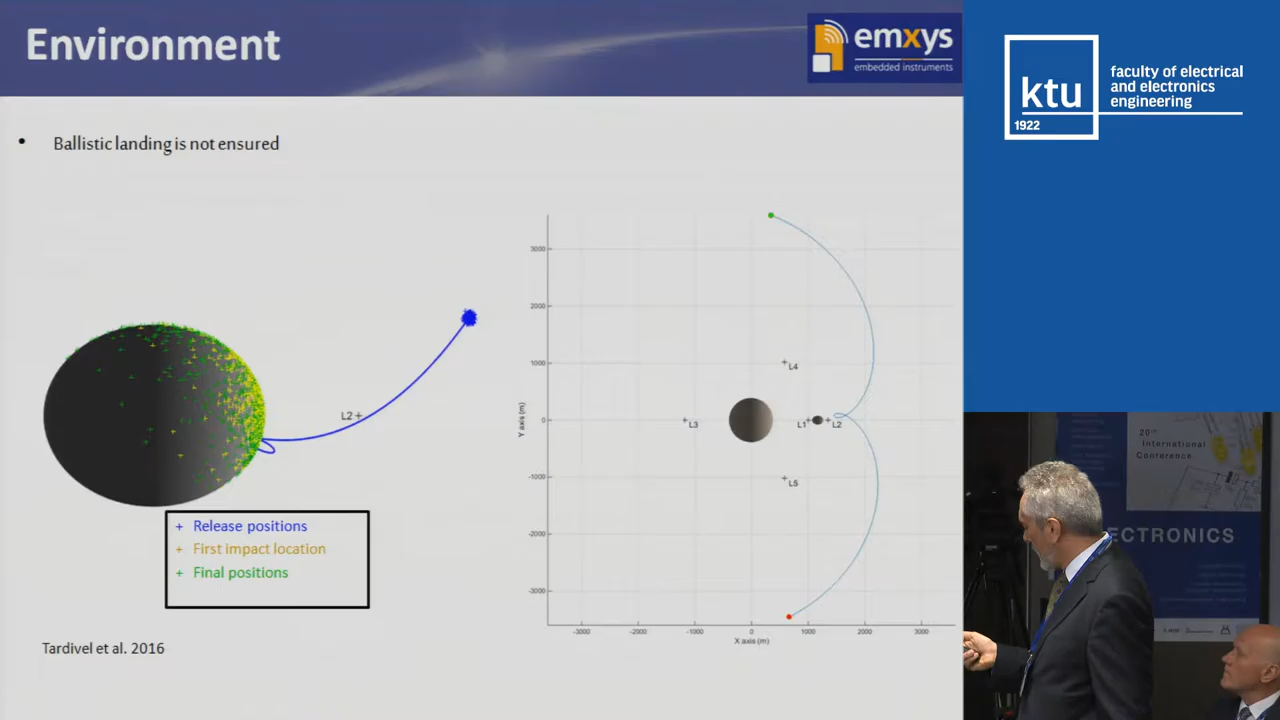 Environment
emxys
embedded instruments
• Ballistic landing is not ensured
L2+
+ Release positions
+ First impact location
+ Final positions
Tardivel et al. 2016
3000
2000
1000
0
-1000
-2000
-3000
Y axis (m)
+L4
+L3
L1+
+L2
+L5
-3000
-2000
-1000
0
1000
2000
3000
X axis (m)
ktu
1922
faculty of electrical
and electronics
engineering
20th
International
Conference
ECTRONICS